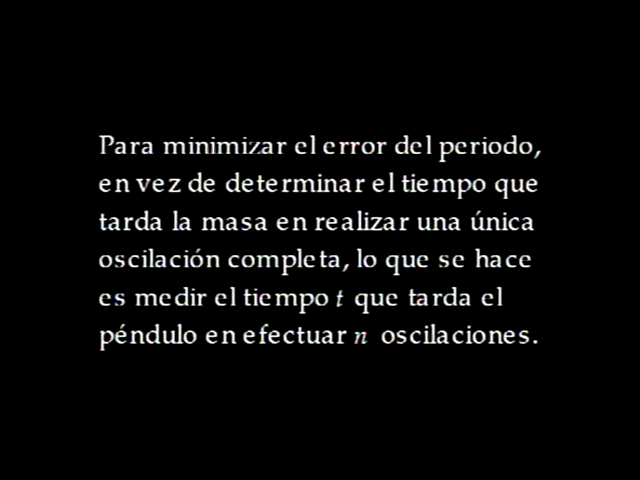 Para minimizar el error del periodo,
en vez de determinar el tiempo que
tarda la masa en realizar una única
oscilación completa, lo que se hace
es medir el tiempo t que tarda el
péndulo en efectuar n oscilaciones.